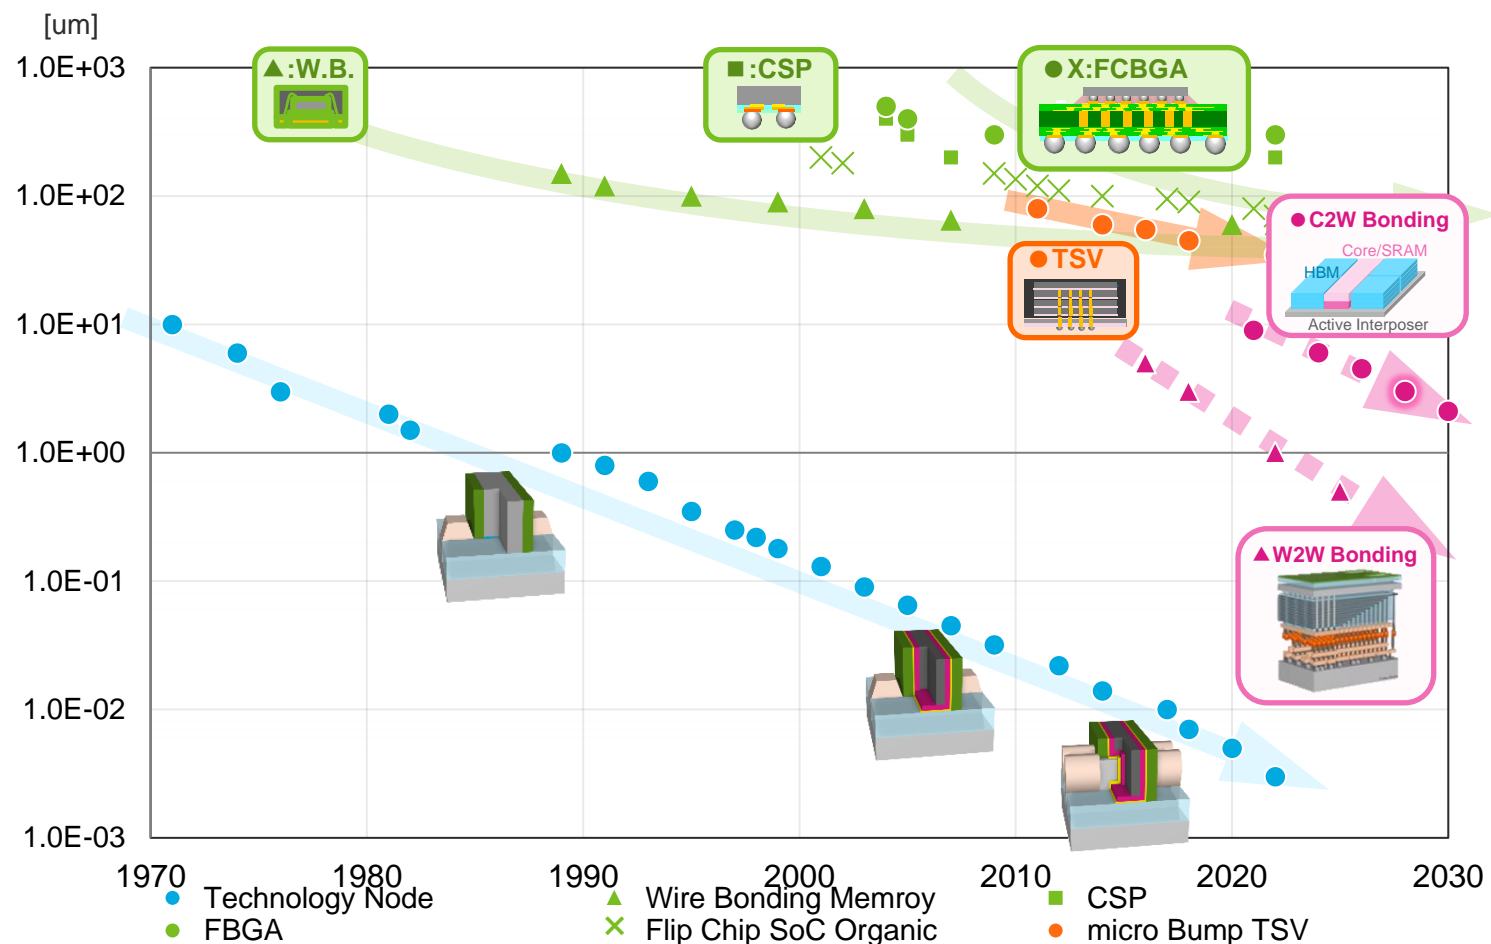 [um]
1.0E+03
:W.B.
:CSP
X:FCBGA
1.0E+02
C2W Bonding
Core/SRAM
HBM
Active Interposer
TSV
1.0E+01
1.0E+00
W2W Bonding
1.0E-01
1.0E-02
1.0E-03
1970 1980 1990 2000 2010 2020 2030
Technology Node Wire Bonding Memroy CSP
FBGA Flip Chip SoC Organic micro Bump TSV